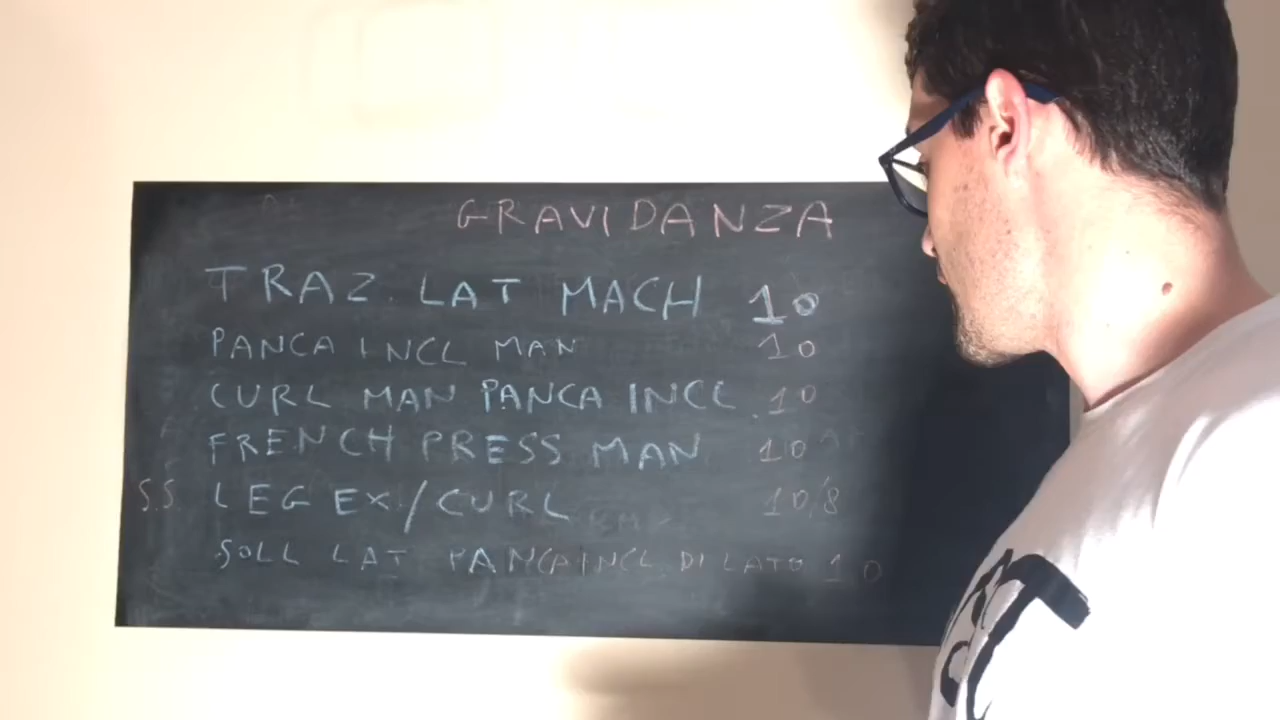 GRAVIDANZA
TRAZ. LAT MACH 10
PANCA INCL MAN 10
CURL MAN PANCA INCL. 10
FRENCH PRESS MAN 10
S.S LEG EX/CURL 10,8
SOLL LAT PANCA INCL. DI LATO 10